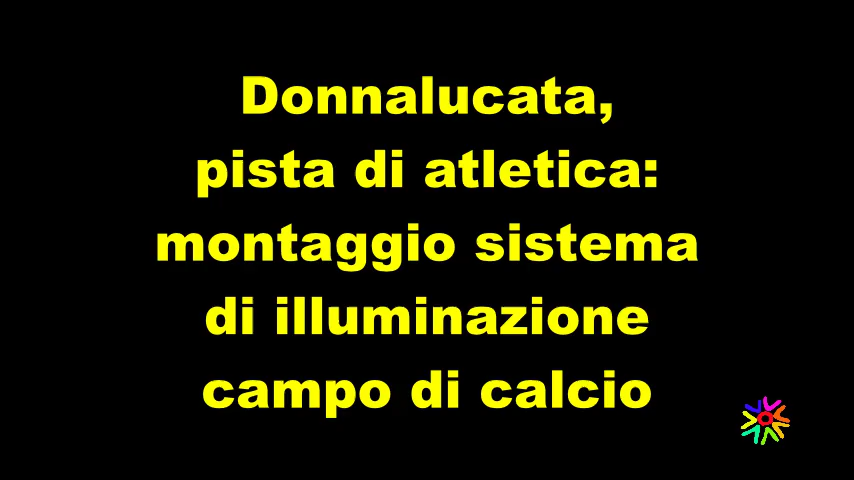 Donnalucata,
pista di atletica:
montaggio sistema
di illuminazione
campo di calcio